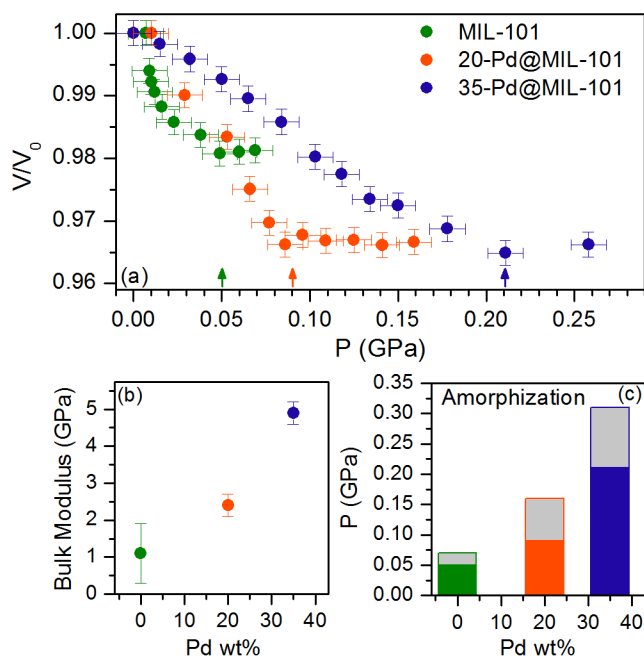 MIL-101
20-Pd@MIL-101
35-Pd@MIL-101
1.00
0.99
0.98
0.97
0.96
V/V0
(a)
0.00 0.05 0.10 0.15 0.20 0.25
P (GPa)
(b)
6
5
4
3
2
1
0
Bulk Modulus (GPa)
0 10 20 30 40
Pd wt%
Amorphization (c)
0.35
0.30
0.25
0.20
0.15
0.10
0.05
0.00
P (GPa)
0 10 20 30 40
Pd wt%